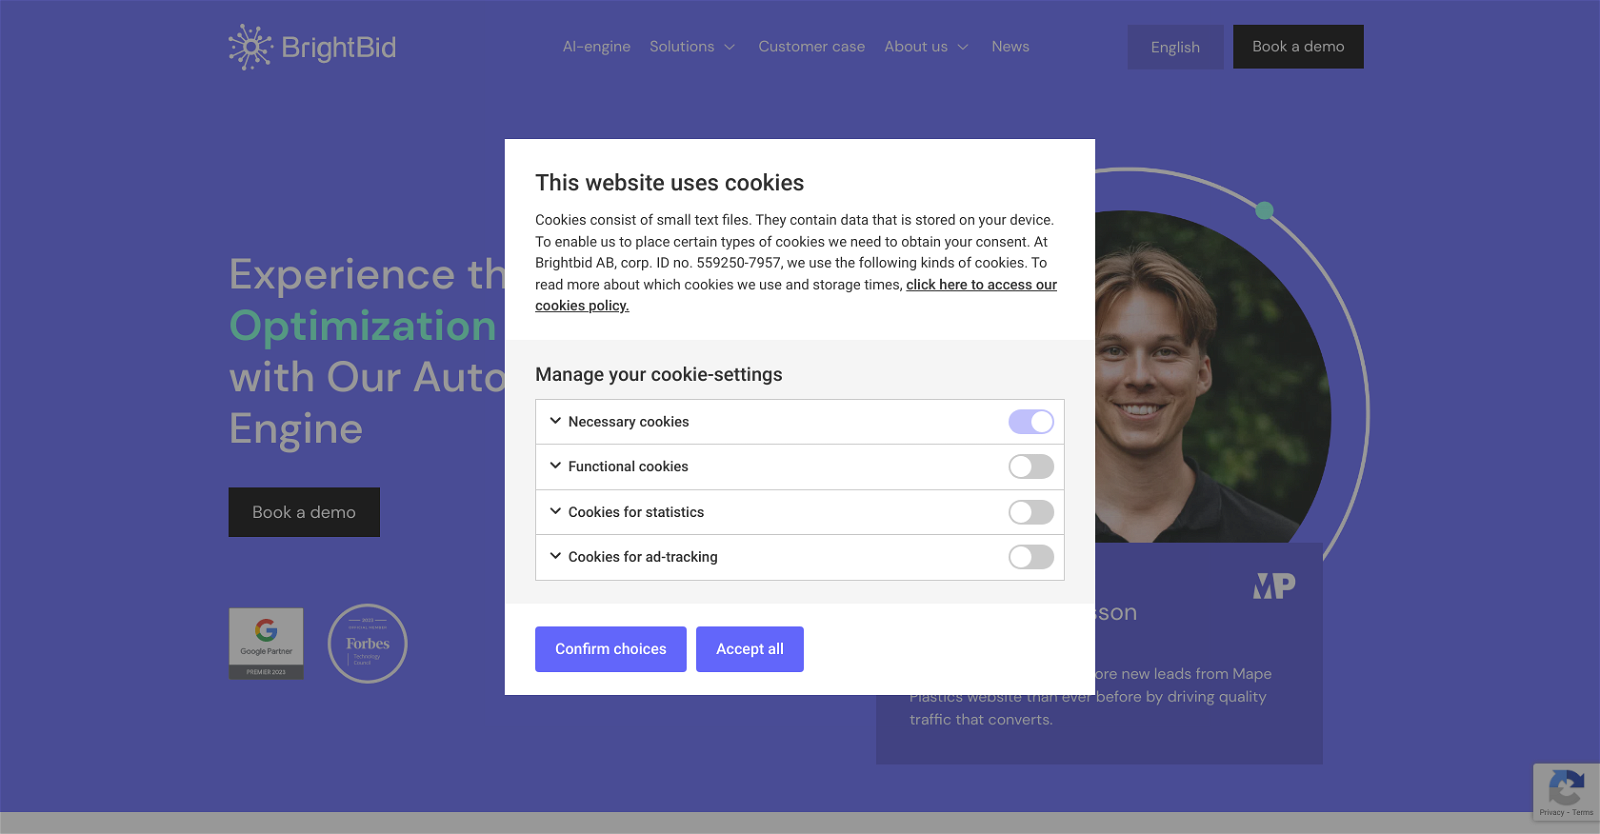 BrightBid
AI-engine
Solutions
Customer case
About us
News
English
Book a demo
Experience th
Optimization
with Our Auto
Engine
Book a demo
Google Partner
PREMIER 2023
2023
Forbes
Technology
Council
This website uses cookies
Cookies consist of small text files. They contain data that is stored on your device.
To enable us to place certain types of cookies we need to obtain your consent. At
Brightbid AB, corp. ID no. 559250-7957, we use the following kinds of cookies. To
read more about which cookies we use and storage times, click here to access our
cookies policy.
Manage your cookie-settings
Necessary cookies
Functional cookies
Cookies for statistics
Cookies for ad-tracking
Confirm choices
Accept all
MP
sson
ore new leads from Mape
Plastics website than ever before by driving quality
traffic that converts.
Privacy - Terms